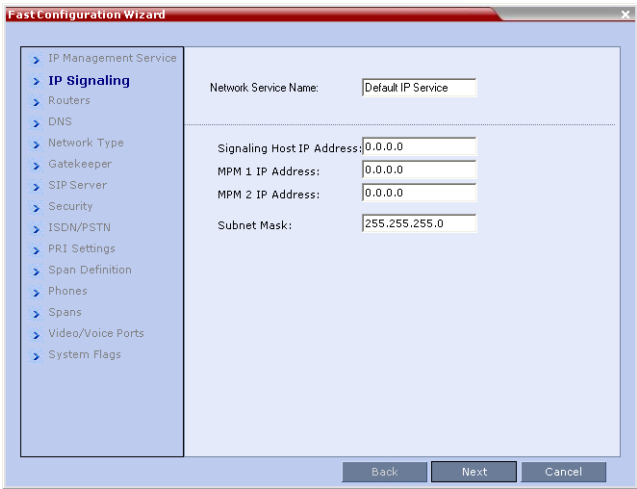 Fast Configuration Wizard
x
IP Management Service
IP Signaling
Routers
DNS
Network Type
Gatekeeper
SIP Server
Security
ISDN/PSTN
PRI Settings
Span Definition
Phones
Spans
Video/Voice Ports
System Flags
Network Service Name: Default IP Service
Signaling Host IP Address: 0.0.0.0
MPM 1 IP Address: 0.0.0.0
MPM 2 IP Address: 0.0.0.0
Subnet Mask: 255.255.255.0
Back Next Cancel